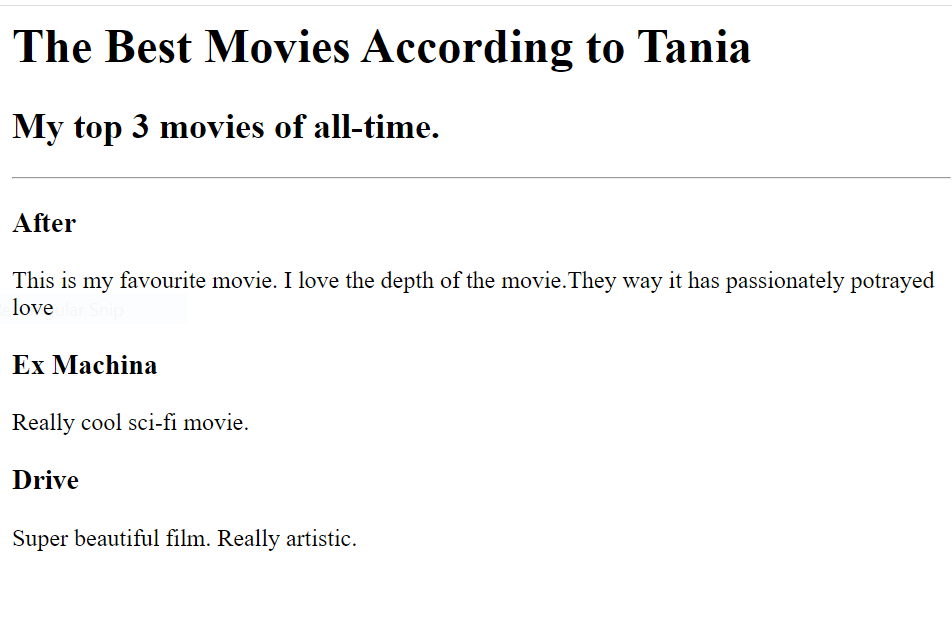 The Best Movies According to Tania
My top 3 movies of all-time.
After
This is my favourite movie. I love the depth of the movie.They way it has passionately potrayed
love
Ex Machina
Really cool sci-fi movie.
Drive
Super beautiful film. Really artistic.